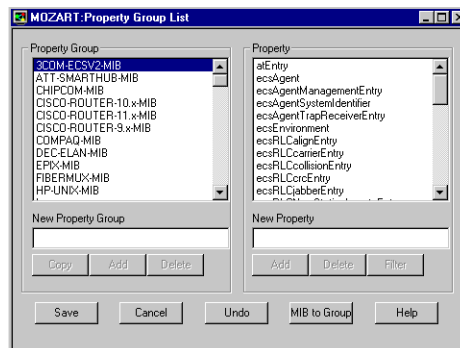 MOZART:Property Group List
Property Group
3COM-ECSV2-MIB
ATT-SMARTHUB-MIB
CHIPCOM-MIB
CISCO-ROUTER-10.x-MIB
CISCO-ROUTER-11.x-MIB
CISCO-ROUTER-9.x-MIB
COMPAQ-MIB
DEC-ELAN-MIB
EPIX-MIB
FIBERMUX-MIB
HP-UNIX-MIB
New Property Group
Copy
Add
Delete
Property
atEntry
ecsAgent
ecsAgentManagementEntry
ecsAgentSystemIdentifier
ecsAgentTrapReceiverEntry
ecsEnvironment
ecsRLCalignEntry
ecsRLCcarrierEntry
ecsRLCcollisionEntry
ecsRLCcrcEntry
ecsRLCjabberEntry
New Property
Add
Delete
Filter
Save
Cancel
Undo
MIB to Group
Help